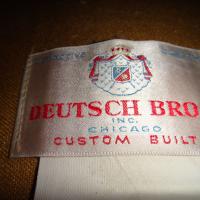 DEUTSCH BRO
INC.
CHICAGO
CUSTOM BUILT